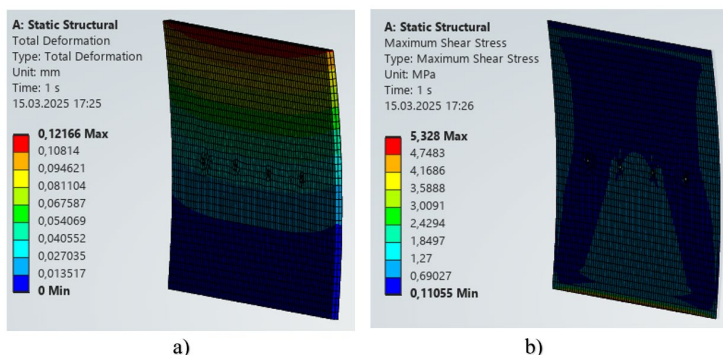 A: Static Structural
Total Deformation
Type: Total Deformation
Unit: mm
Time: 1 s
15.03.2025 17:25
0,12166 Max
0,10814
0,094621
0,081104
0,067587
0,054069
0,040552
0,027035
0,013517
0 Min
a)
A: Static Structural
Maximum Shear Stress
Type: Maximum Shear Stress
Unit: MPa
Time: 1 s
15.03.2025 17:26
5,328 Max
4,7483
4,1686
3,5888
3,0091
2,4294
1,8497
1,27
0,69027
0,11055 Min
b)